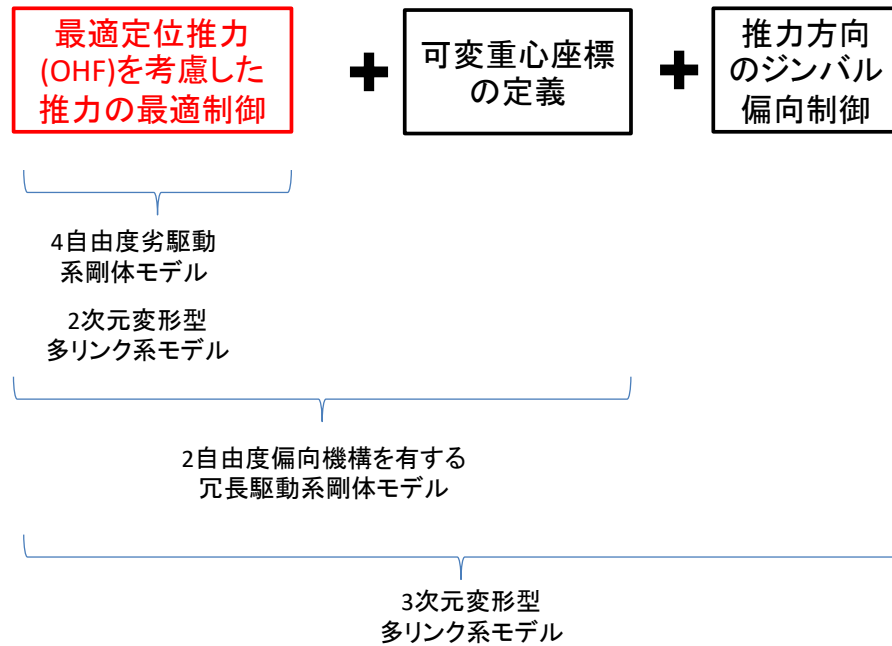 最適定位推力
(OHF)を考慮した
推力の最適制御
+
可変重心座標
の定義
+
推力方向
のジンバル
偏向制御
4自由度劣駆動
系剛体モデル
2次元変形型
多リンク系モデル
2自由度偏向機構を有する
冗長駆動系剛体モデル
3次元変形型
多リンク系モデル